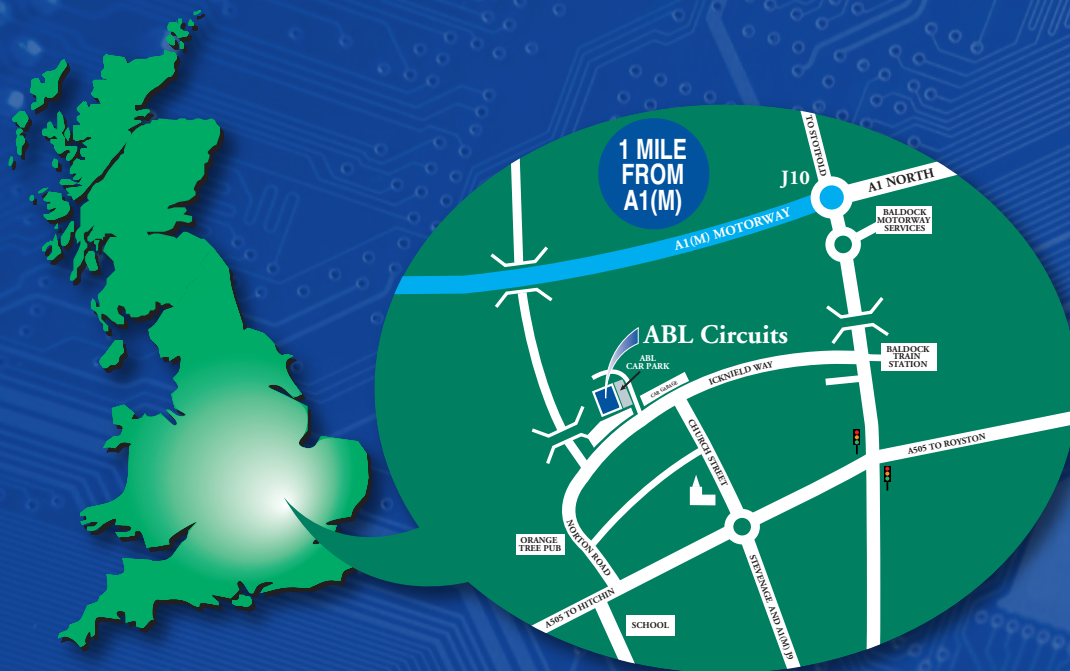 1 MILE
FROM
A1(M)
TO STOTFOLD
J10
A1 NORTH
A1(M) MOTORWAY
BALDOCK
MOTORWAY
SERVICES
ABL Circuits
ABL
CAR PARK
BALDOCK
TRAIN
STATION
CAR GARAGE
ICKNIELD WAY
CHURCH STREET
A505 TO ROYSTON
ORANGE
TREE PUB
NORTON ROAD
A505 TO HITCHIN
SCHOOL
STEVENAGE AND A1(M) J9